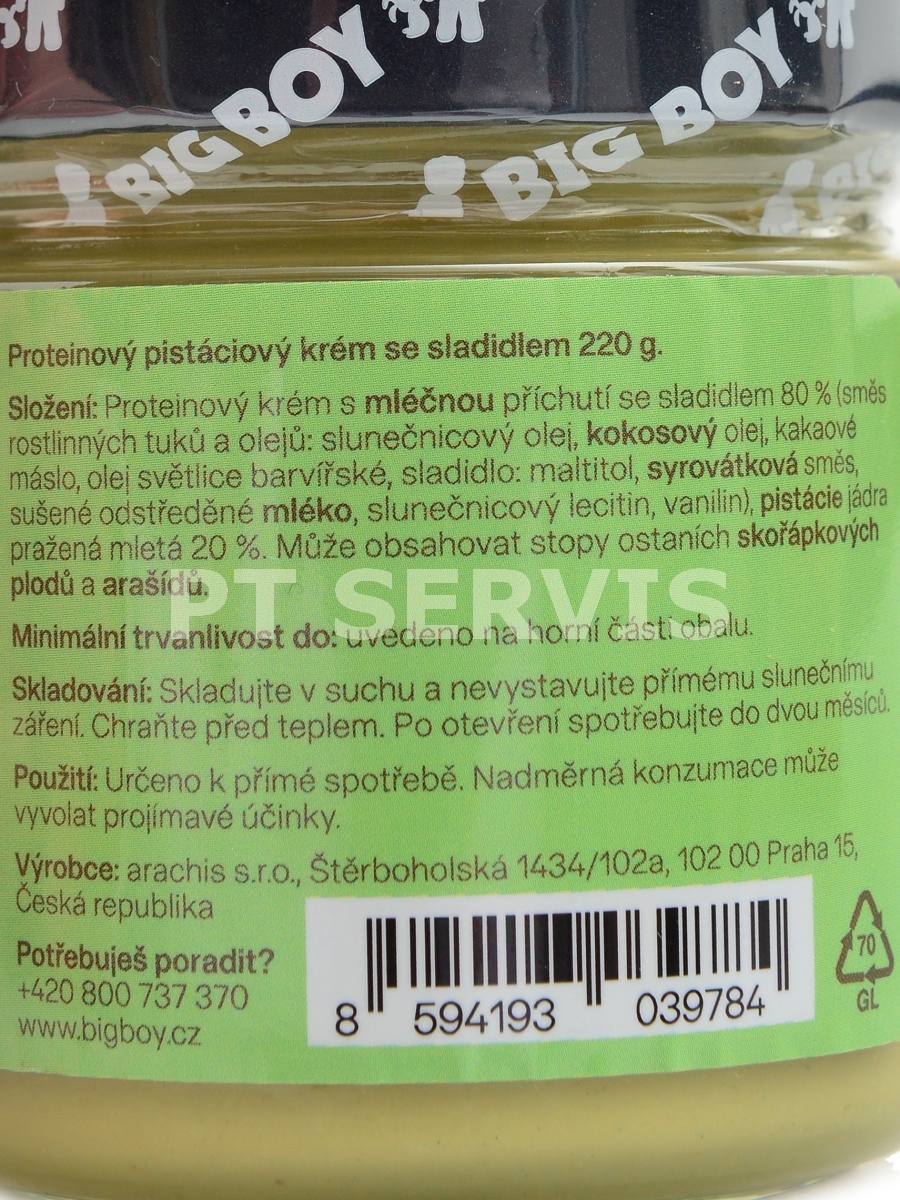 BIG BOY
BIG BOY
BIG
Proteinový pistáciový krém se sladidlem 220 g.
Složení: Proteinový krém s mléčnou příchutí se sladidlem 80 % (směs
rostlinných tuků a olejů: slunečnicový olej, kokosový olej, kakaové
máslo, olej světlice barvířské, sladidlo: maltitol, syrovátková směs,
sušené odstředěné mléko, slunečnicový lecitin, vanilin), pistácie jádra
pražená mletá 20 %. Může obsahovat stopy ostaních skořápkových
plodů a arašídů.
PT SERVIS
Minimální trvanlivost do: uvedeno na horní části obalu.
Skladování: Skladujte v suchu a nevystavujte přímému slunečnímu
záření. Chraňte před teplem. Po otevření spotřebujte do dvou měsíců.
Použití: Určeno k přímé spotřebě. Nadměrná konzumace může
vyvolat projímavé účinky.
Výrobce: arachis s.r.o., Štěrboholská 1434/102a, 102 00 Praha 15,
Česká republika
Potřebuješ poradit?
+420 800 737 370
www.bigboy.cz
8 594193 039784
70
GL